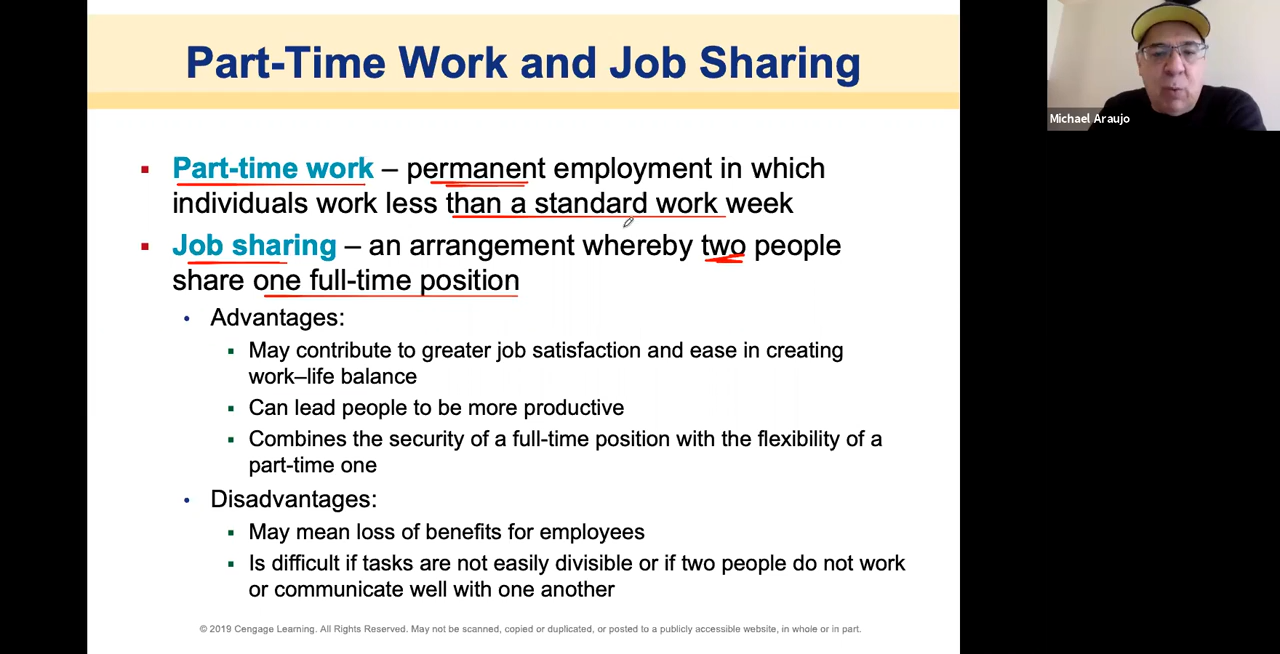 Part-Time Work and Job Sharing
Michael Araujo
▪ Part-time work – permanent employment in which
individuals work less than a standard work week
▪ Job sharing – an arrangement whereby two people
share one full-time position
• Advantages:
▪ May contribute to greater job satisfaction and ease in creating
work–life balance
▪ Can lead people to be more productive
▪ Combines the security of a full-time position with the flexibility of a
part-time one
• Disadvantages:
▪ May mean loss of benefits for employees
▪ Is difficult if tasks are not easily divisible or if two people do not work
or communicate well with one another
© 2019 Cengage Learning. All Rights Reserved. May not be scanned, copied or duplicated, or posted to a publicly accessible website, in whole or in part.